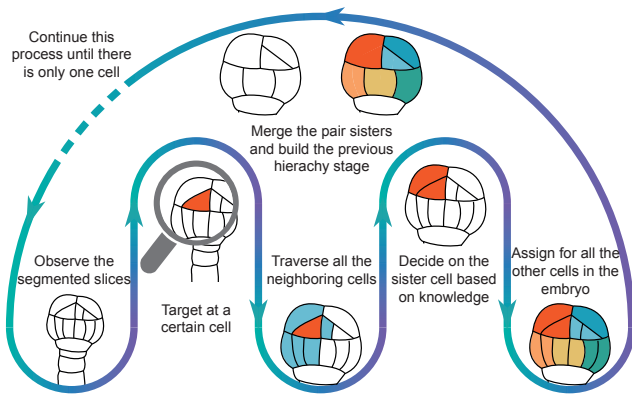 Continue this
process until there
is only one cell
Merge the pair sisters
and build the previous
hierachy stage
Observe the
segmented slices
Target at a
certain cell
Traverse all the
neighboring cells
Decide on the
sister cell based
on knowledge
Assign for all the
other cells in the
embryo